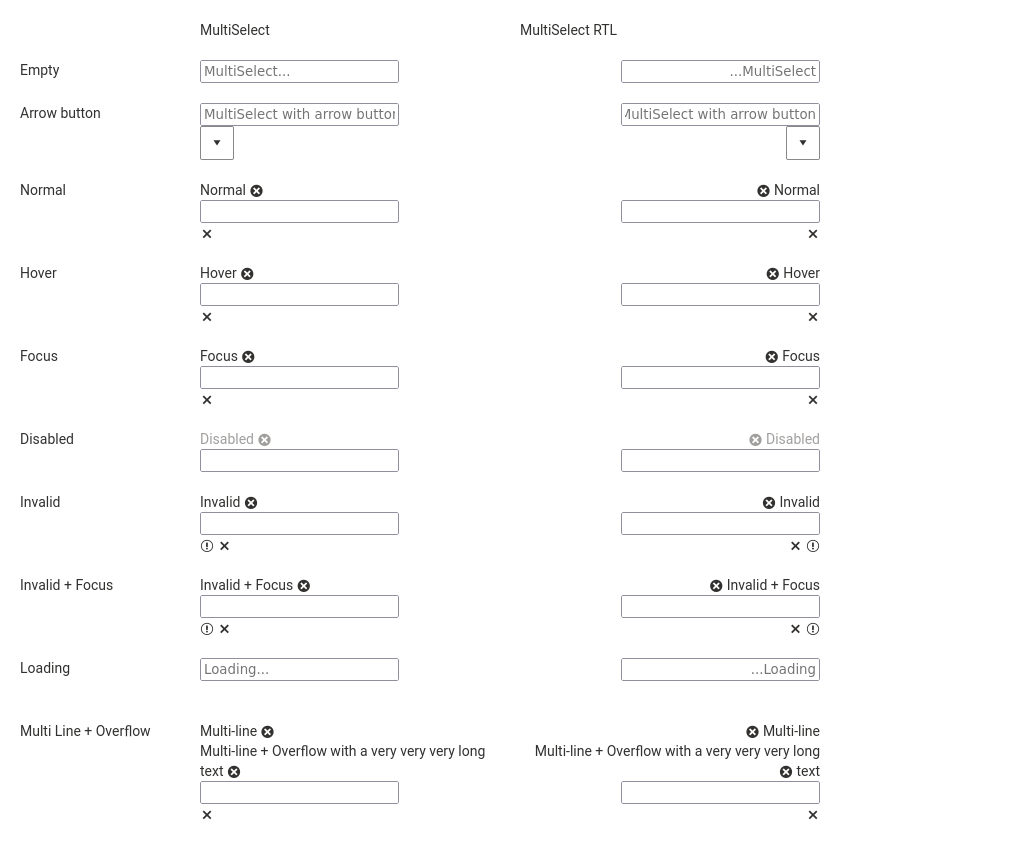 MultiSelect MultiSelect RTL
Empty MultiSelect... ...MultiSelect
Arrow button MultiSelect with arrow button MultiSelect with arrow button
Normal Normal Normal
Hover Hover Hover
Focus Focus Focus
Disabled Disabled Disabled
Invalid Invalid Invalid
Invalid + Focus Invalid + Focus Invalid + Focus
Loading Loading... ...Loading
Multi Line + Overflow Multi-line Multi-line
Multi-line + Overflow with a very very very long Multi-line + Overflow with a very very very long
text text